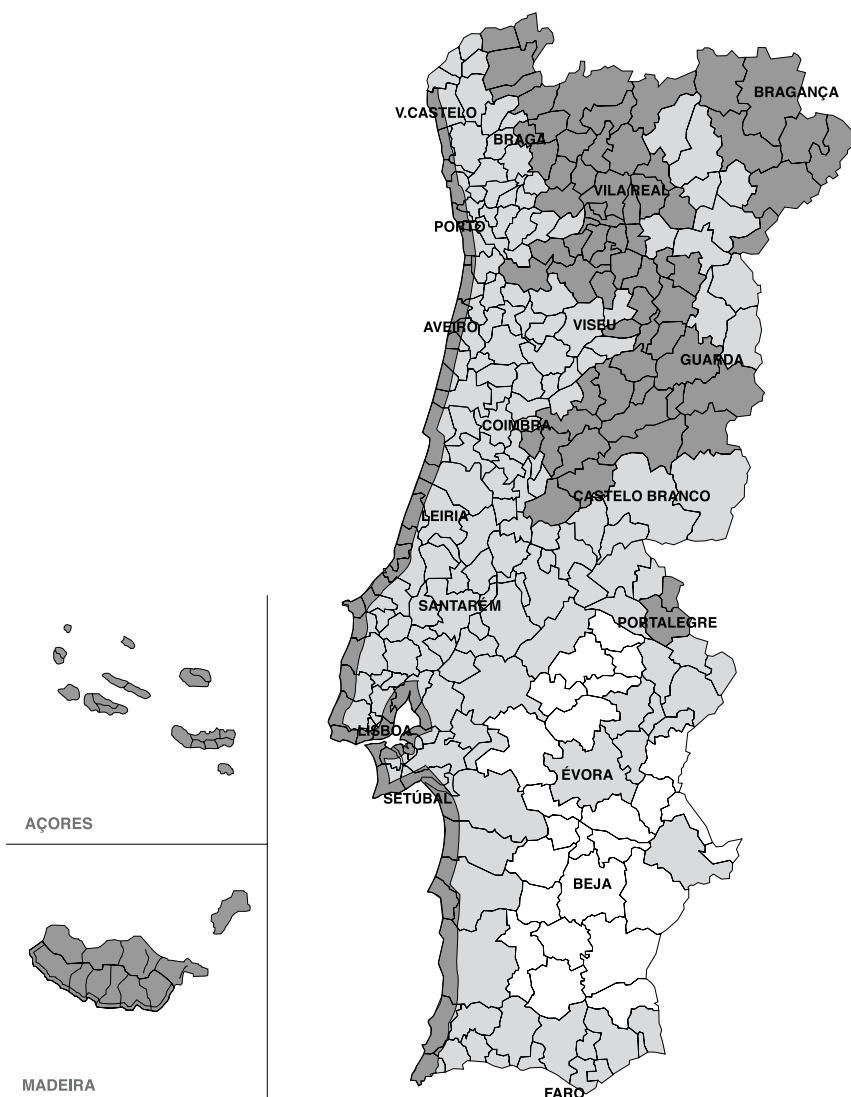 BRAGANÇA
V.CASTELO
BRAGA
VILA REAL
PORTO
AVEIRO
VISEU
GUARDA
COIMBRA
CASTELO BRANCO
LEIRIA
SANTARÉM
PORTALEGRE
LISBOA
ÉVORA
SETÚBAL
AÇORES
BEJA
MADEIRA
FARO